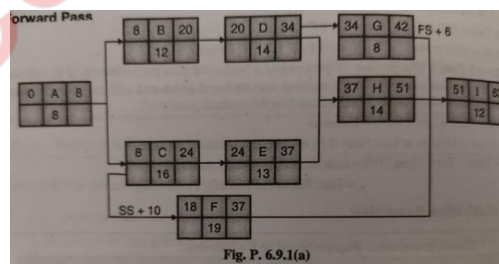 Forward Pass
8 B 20
12
20 D 34
14
34 G 42
8
FS + 6
0 A 8
8
37 H 51
14
51 I
12
8 C 24
16
24 E 37
13
SS + 10
18 F 37
19
Fig. P. 6.9.1(a)